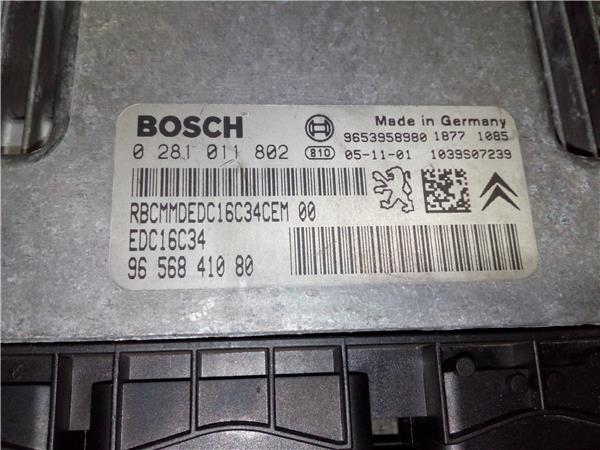 BOSCH
Made in Germany
9653958980 1877 1085
0 281 011 802 810 05-11-01 1039S07239
RBCMMDEDC16C34CEM 00
EDC16C34
96 568 410 80